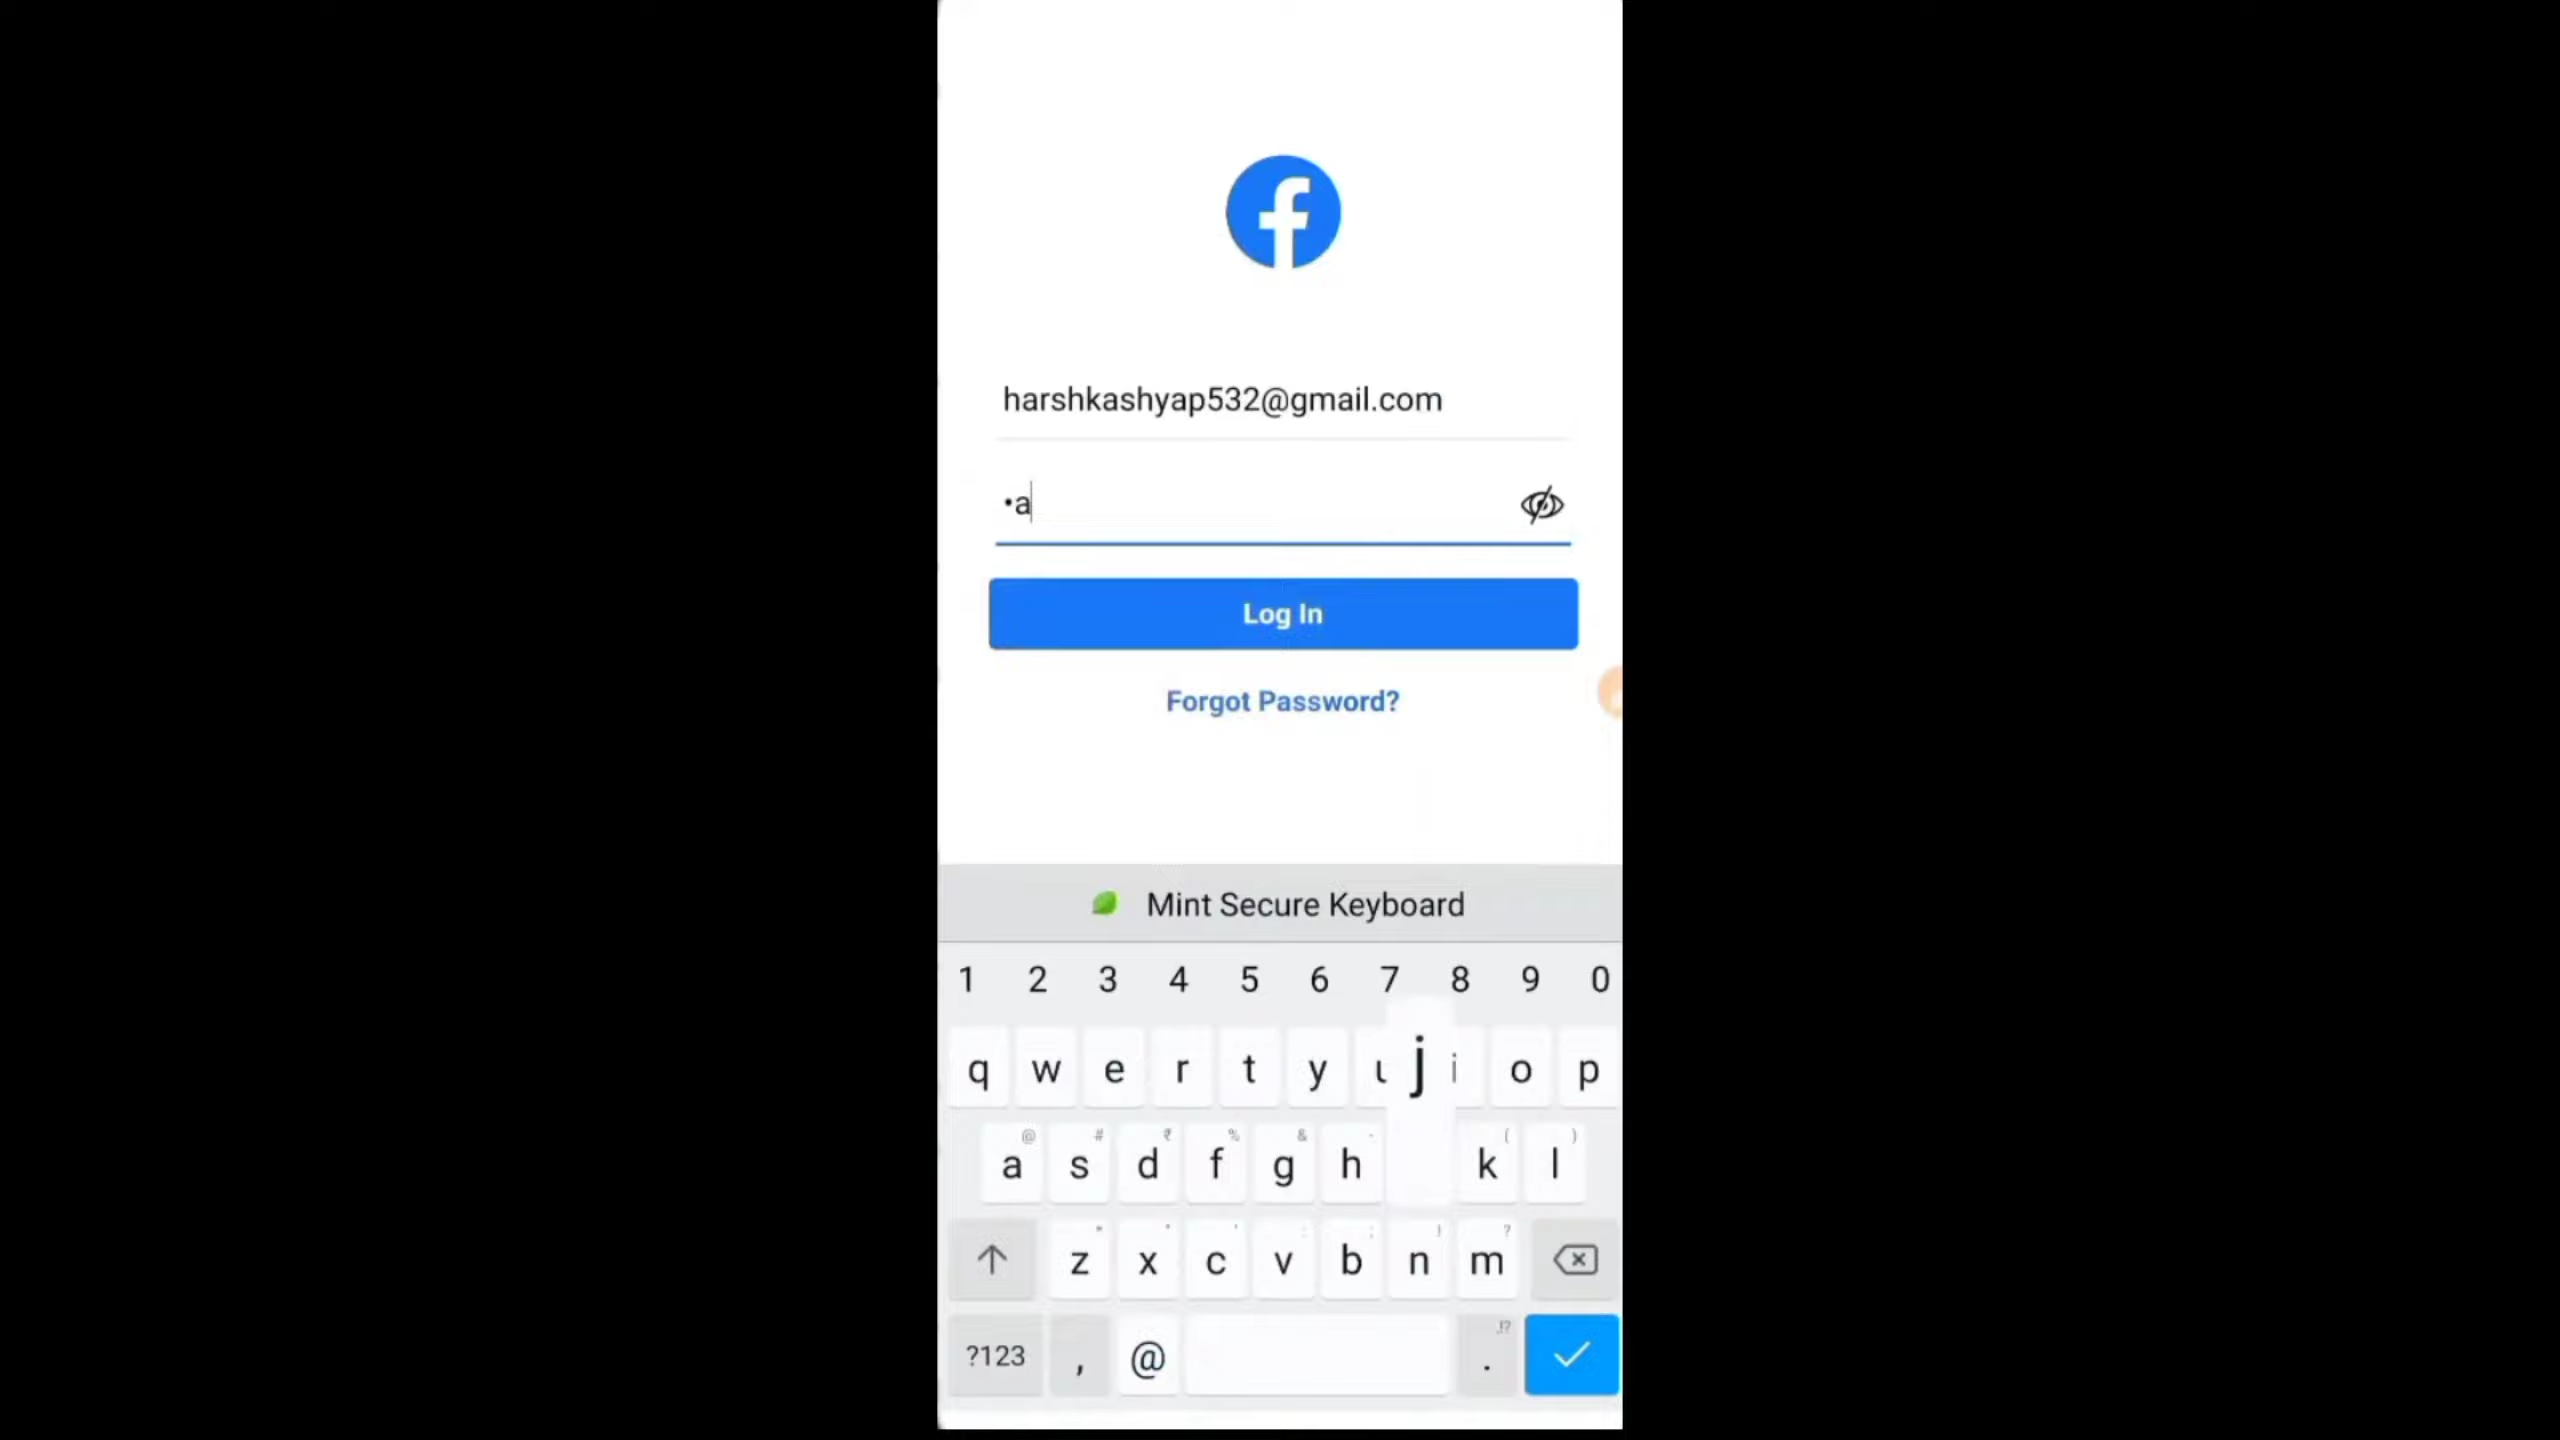 harshkashyap532@gmail.com
•a
Log In
Forgot Password?
Mint Secure Keyboard
1 2 3 4 5 6 7 8 9 0
q w e r t y u j i o p
@ # ₹ % & - ( )
a s d f g h k l
z x c v b n m
?123 , @ . ,!?